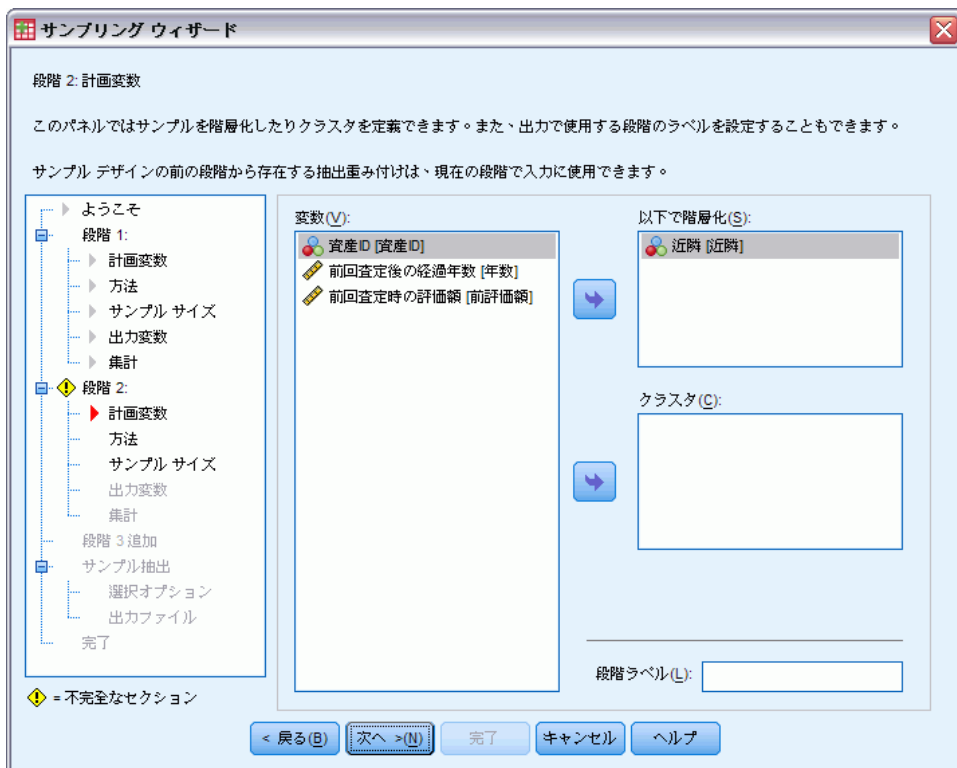 サンプリング ウィザード
段階 2: 計画変数
このパネルではサンプルを階層化したりクラスタを定義できます。また、出力で使用する段階のラベルを設定することもできます。
サンプル デザインの前の段階から存在する抽出重み付けは、現在の段階で入力に使用できます。
ようこそ
段階 1:
計画変数
方法
サンプル サイズ
出力変数
集計
段階 2:
計画変数
方法
サンプル サイズ
出力変数
集計
段階 3 追加
サンプル抽出
選択オプション
出力ファイル
完了
= 不完全なセクション
変数(V):
資産ID [資産ID]
前回査定後の経過年数 [年数]
前回査定時の評価額 [前評価額]
以下で階層化(S):
近隣 [近隣]
クラスタ(C):
段階ラベル(L):
< 戻る(B)
次へ >(N)
完了
キャンセル
ヘルプ